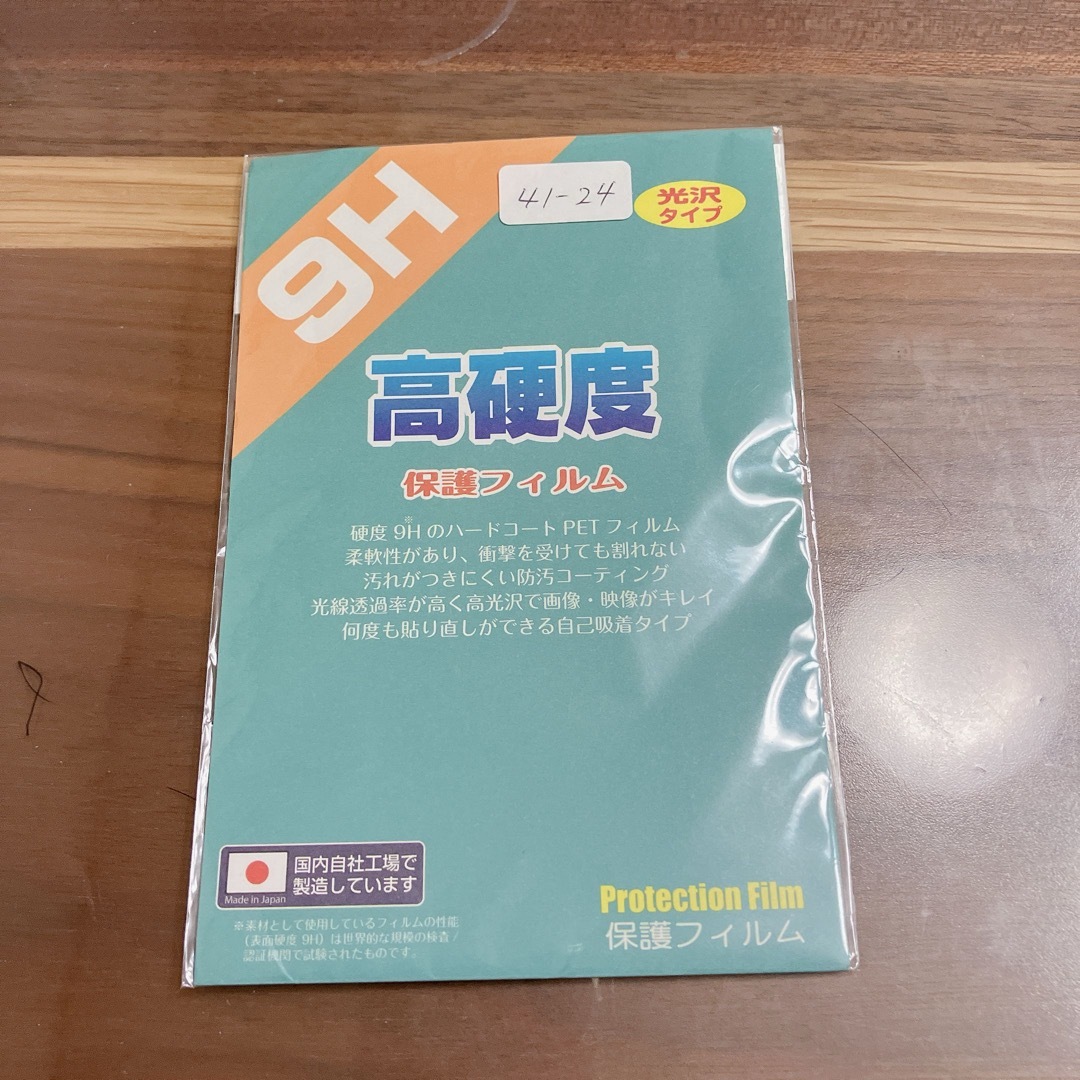 9H
41-24
光沢
タイプ
高硬度
保護フィルム
※
硬度 9H のハードコート PET フィルム
柔軟性があり、衝撃を受けても割れない
汚れがつきにくい防汚コーティング
光線透過率が高く高光沢で画像・映像がキレイ
何度も貼り直しができる自己吸着タイプ
Made in Japan
国内自社工場で
製造しています
※素材として使用しているフィルムの性能
（表面硬度 9H）は世界的な規模の検査/
認証機関で試験されたものです。
Protection Film
保護フィルム